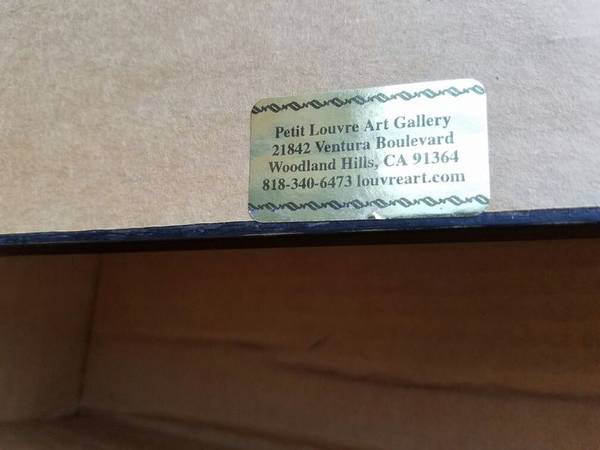 Petit Louvre Art Gallery
21842 Ventura Boulevard
Woodland Hills, CA 91364
818-340-6473 louvreart.com